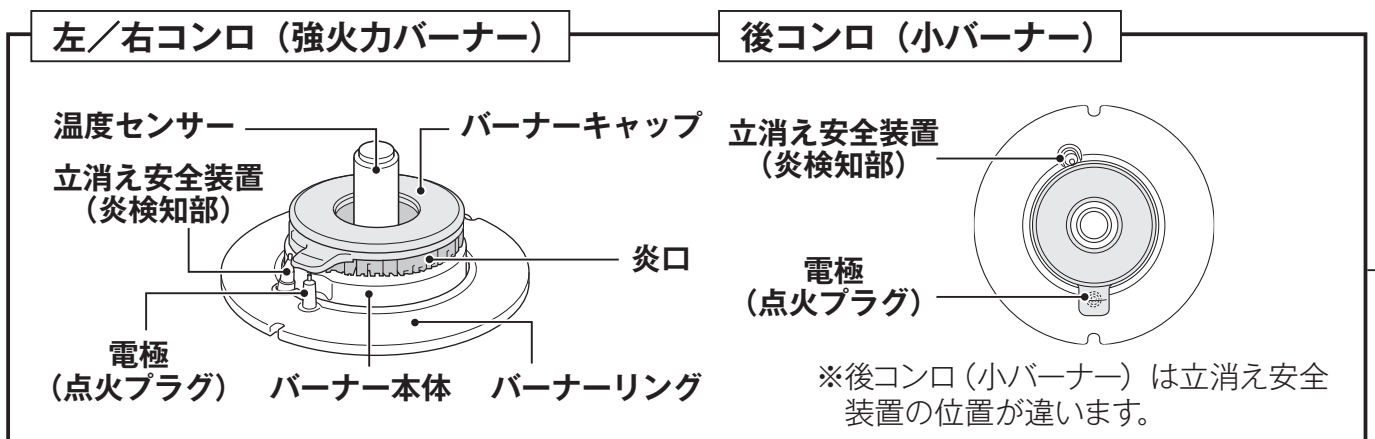 左／右コンロ（強火力バーナー）
温度センサー
バーナーキャップ
立消え安全装置
（炎検知部）
炎口
電極
（点火プラグ）
バーナー本体
バーナーリング
後コンロ（小バーナー）
立消え安全装置
（炎検知部）
電極
（点火プラグ）
※後コンロ（小バーナー）は立消え安全
装置の位置が違います。